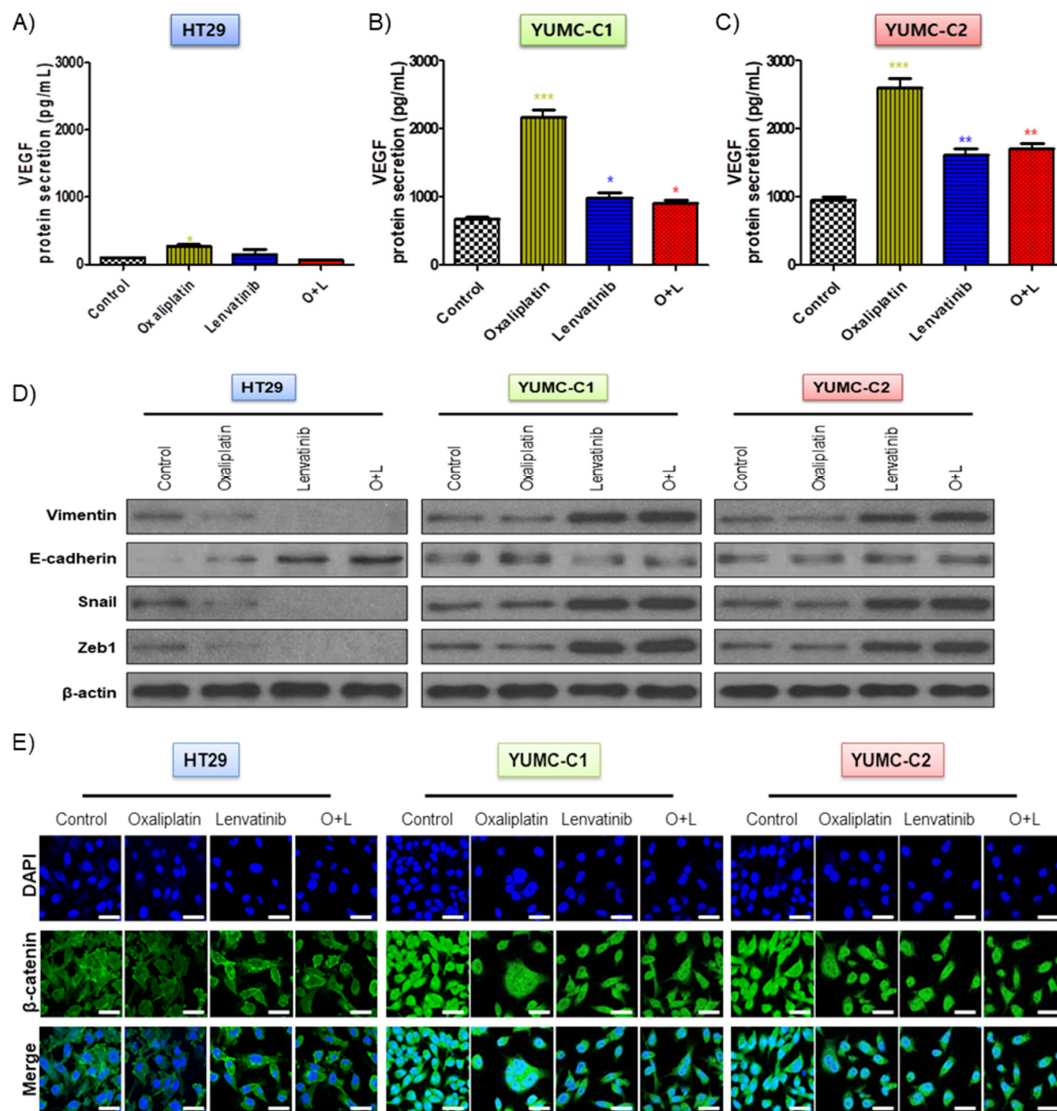 A)
HT29
B)
YUMC-C1
C)
YUMC-C2
VEGF
protein secretion (pg/mL)
3000
2000
1000
0
*
Control
Oxaliplatin
Lenvatinib
O+L
VEGF
protein secretion (pg/mL)
3000
2000
1000
0
***
*
*
Control
Oxaliplatin
Lenvatinib
O+L
VEGF
protein secretion (pg/mL)
3000
2000
1000
0
***
**
**
Control
Oxaliplatin
Lenvatinib
O+L
D)
HT29 YUMC-C1 YUMC-C2
Control Oxaliplatin Lenvatinib O+L Control Oxaliplatin Lenvatinib O+L Control Oxaliplatin Lenvatinib O+L
Vimentin
E-cadherin
Snail
Zeb1
β-actin
E)
HT29 YUMC-C1 YUMC-C2
Control Oxaliplatin Lenvatinib O+L Control Oxaliplatin Lenvatinib O+L Control Oxaliplatin Lenvatinib O+L
DAPI
β-catenin
Merge